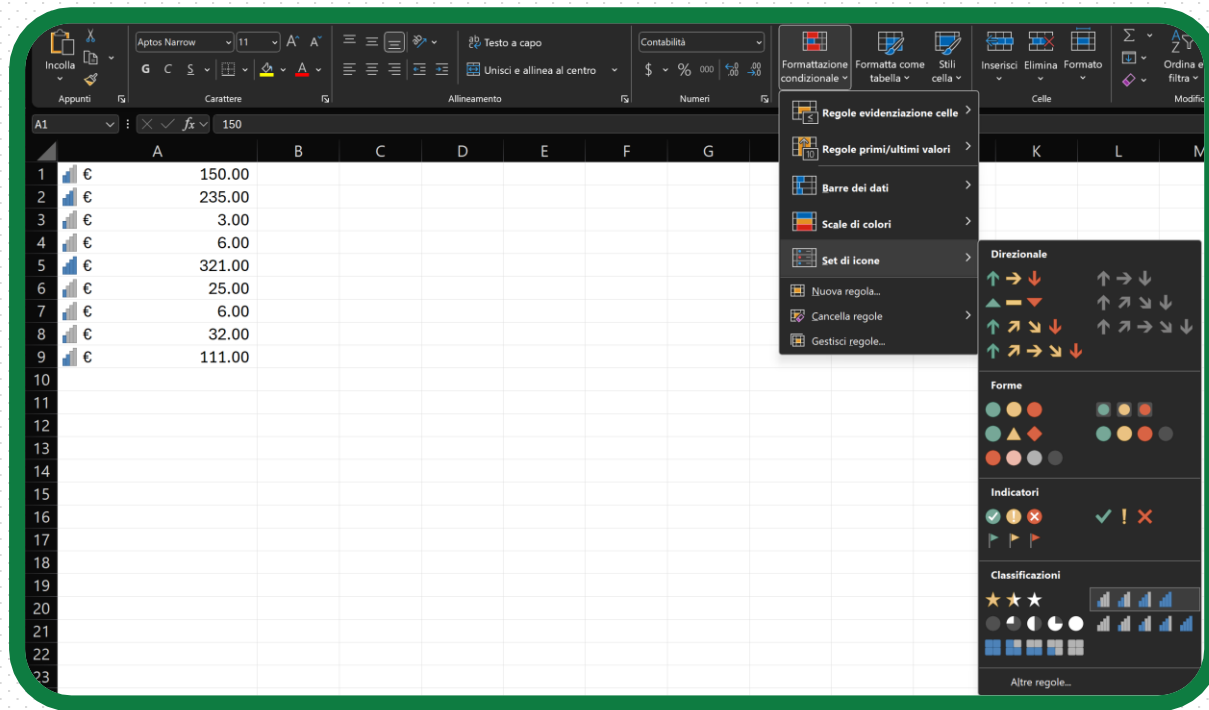 Incolla
Appunti
Aptos Narrow
11
A A
G C S
A
Carattere
ab Testo a capo
Unisci e allinea al centro
Allineamento
Contabilità
$ % 000
Numeri
Formattazione condizionale
Formatta come tabella
Stili cella
Inserisci Elimina Formato
Celle
Ordina e
filtra
Modific
A1
fx 150
A B C D E F G K L M
1 € 150.00
2 € 235.00
3 € 3.00
4 € 6.00
5 € 321.00
6 € 25.00
7 € 6.00
8 € 32.00
9 € 111.00
10
11
12
13
14
15
16
17
18
19
20
21
22
23
Regole evidenziazione celle
Regole primi/ultimi valori
Barre dei dati
Scale di colori
Set di icone
Nuova regola...
Cancella regole
Gestisci regole...
Direzionale
Forme
Indicatori
Classificazioni
Altre regole...